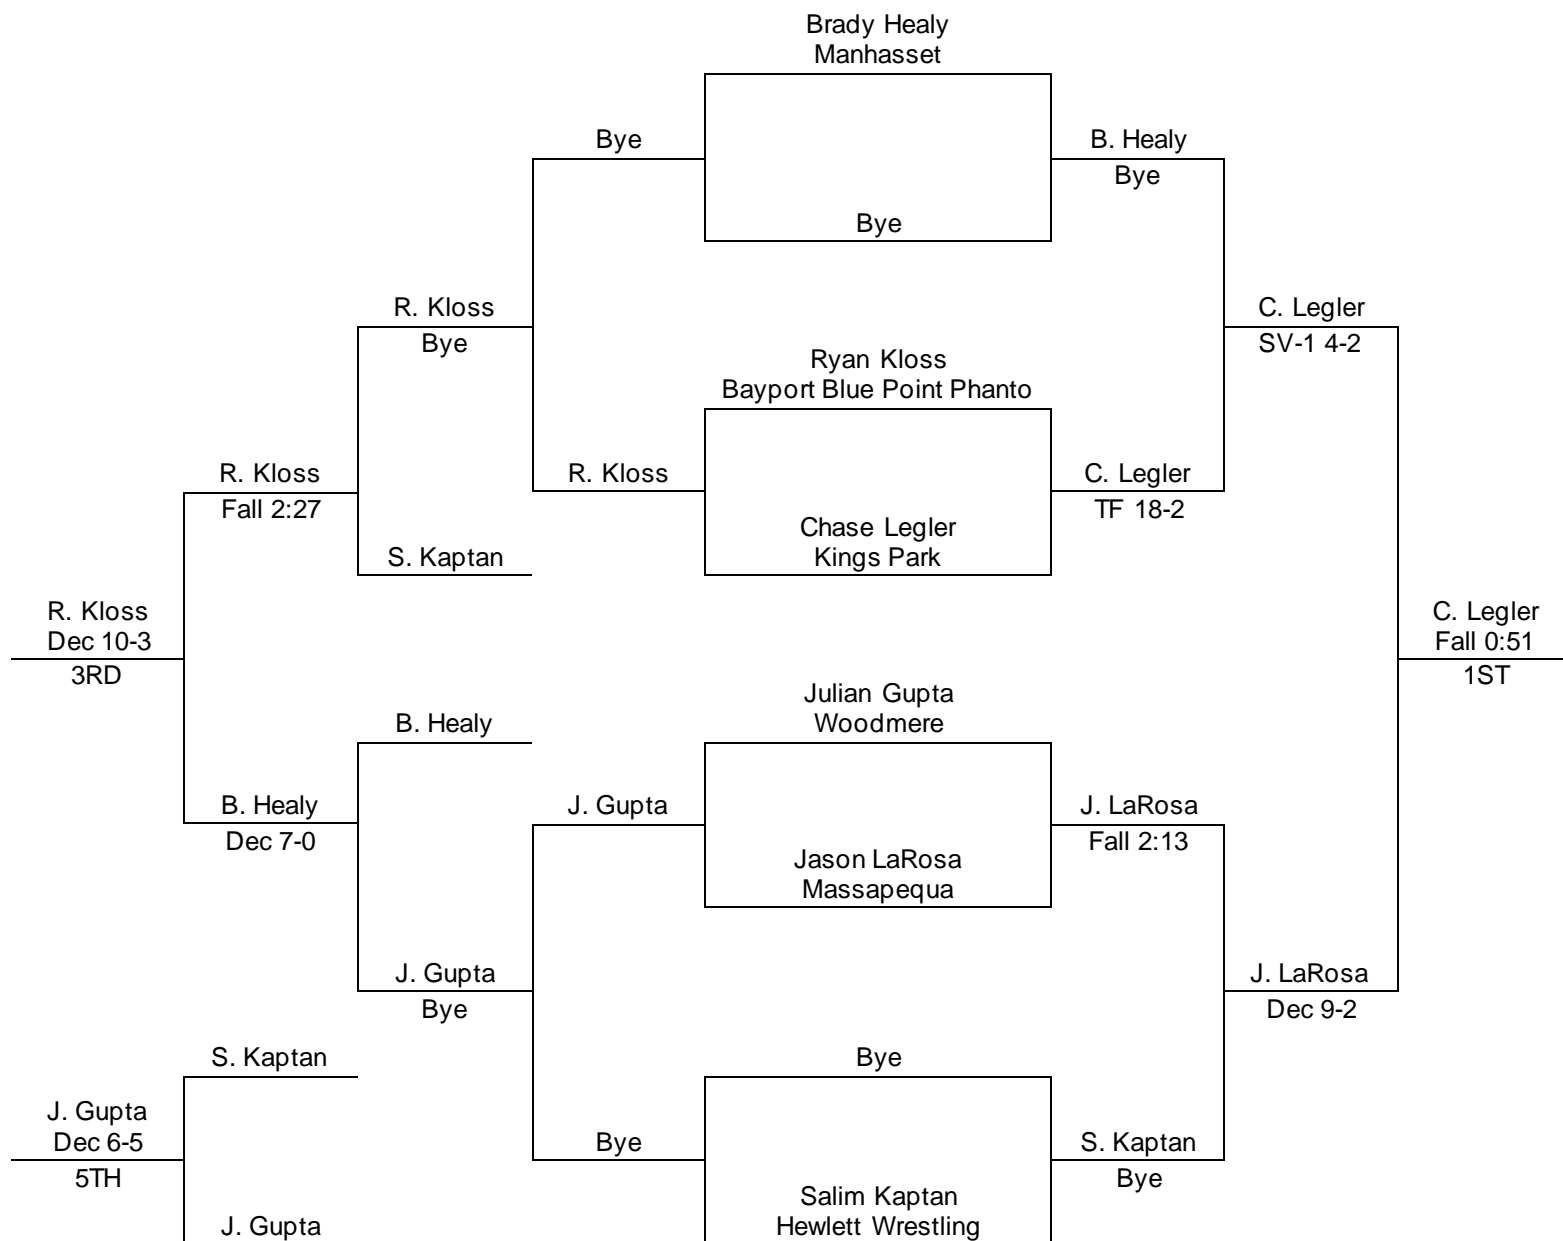 Brady Healy
Manhasset
Bye
B. Healy
Bye
Bye
R. Kloss
Bye
C. Legler
SV-1 4-2
Ryan Kloss
Bayport Blue Point Phanto
R. Kloss
Fall 2:27
R. Kloss
C. Legler
TF 18-2
Chase Legler
Kings Park
S. Kaptan
R. Kloss
Dec 10-3
3RD
C. Legler
Fall 0:51
1ST
Julian Gupta
Woodmere
B. Healy
B. Healy
Dec 7-0
J. Gupta
J. LaRosa
Fall 2:13
Jason LaRosa
Massapequa
J. Gupta
Bye
J. LaRosa
Dec 9-2
S. Kaptan
Bye
J. Gupta
Dec 6-5
5TH
Bye
S. Kaptan
Bye
Salim Kaptan
Hewlett Wrestling
J. Gupta